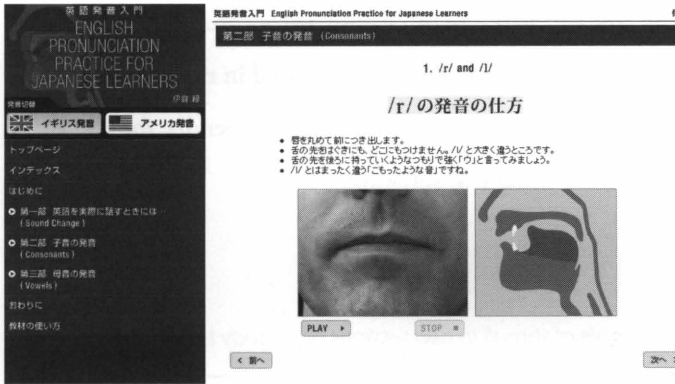 英語発音入門
ENGLISH
PRONUNCIATION
PRACTICE FOR
JAPANESE LEARNERS
発音切替
イギリス発音
アメリカ発音
トップページ
インデックス
はじめに
第一部 英語を実際に話すときには
( Sound Change )
第二部 子音の発音
( Consonants )
第三部 母音の発音
( Vowels )
おわりに
教材の使い方
英語発音入門 English Pronunciation Practice for Japanese Learners
第二部 子音の発音 (Consonants)
1. /r/ and /l/
/r/ の発音の仕方
● 唇を丸めて前につき出します。
● 舌の先をはぐきにも、どこにもつけません。/l/ と大きく違うところです。
● 舌の先を後ろに持っていくようなつもりで強く「ウ」と言ってみましょう。
● /l/ とはまったく違う「こもったような音」ですね。
PLAY
STOP
< 前へ
次へ